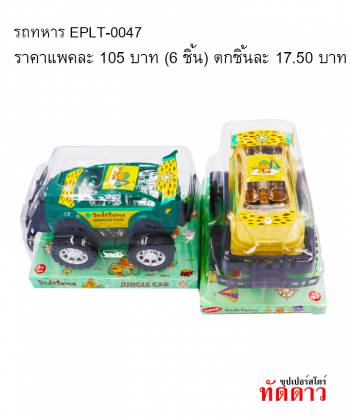 รถทหาร EPLT-0047
ราคาแพคละ 105 บาท (6 ชิ้น) ตกชิ้นละ 17.50 บาท
JUNGLE CAR
ซุปเปอร์สโตร์
ทัดดาว